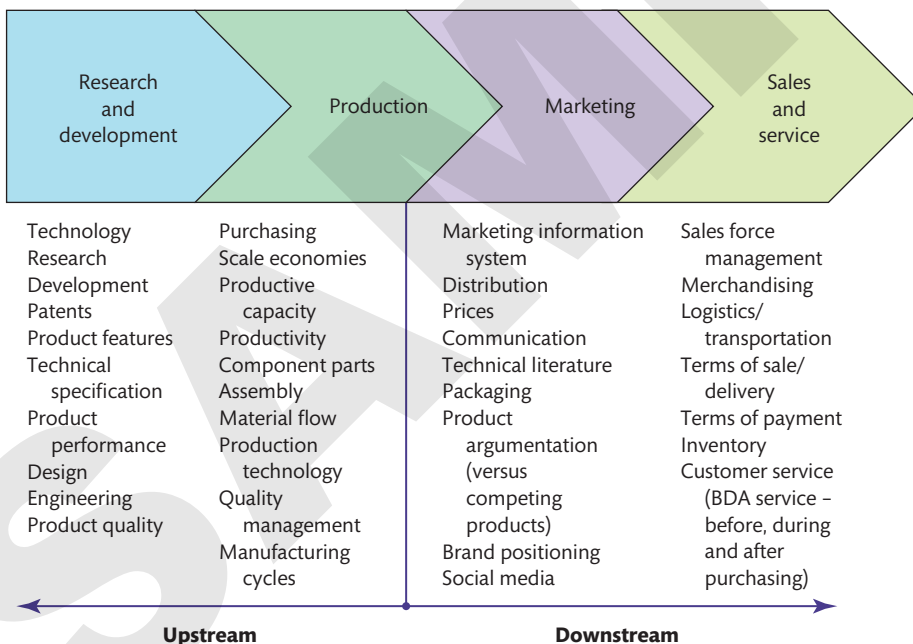 Research
and
development
Production
Marketing
Sales
and
service
Technology
Research
Development
Patents
Product features
Technical
specification
Product
performance
Design
Engineering
Product quality
Purchasing
Scale economies
Productive
capacity
Productivity
Component parts
Assembly
Material flow
Production
technology
Quality
management
Manufacturing
cycles
Marketing information
system
Distribution
Prices
Communication
Technical literature
Packaging
Product
argumentation
(versus
competing
products)
Brand positioning
Social media
Sales force
management
Merchandising
Logistics/
transportation
Terms of sale/
delivery
Terms of payment
Inventory
Customer service
(BDA service –
before, during
and after
purchasing)
Upstream
Downstream